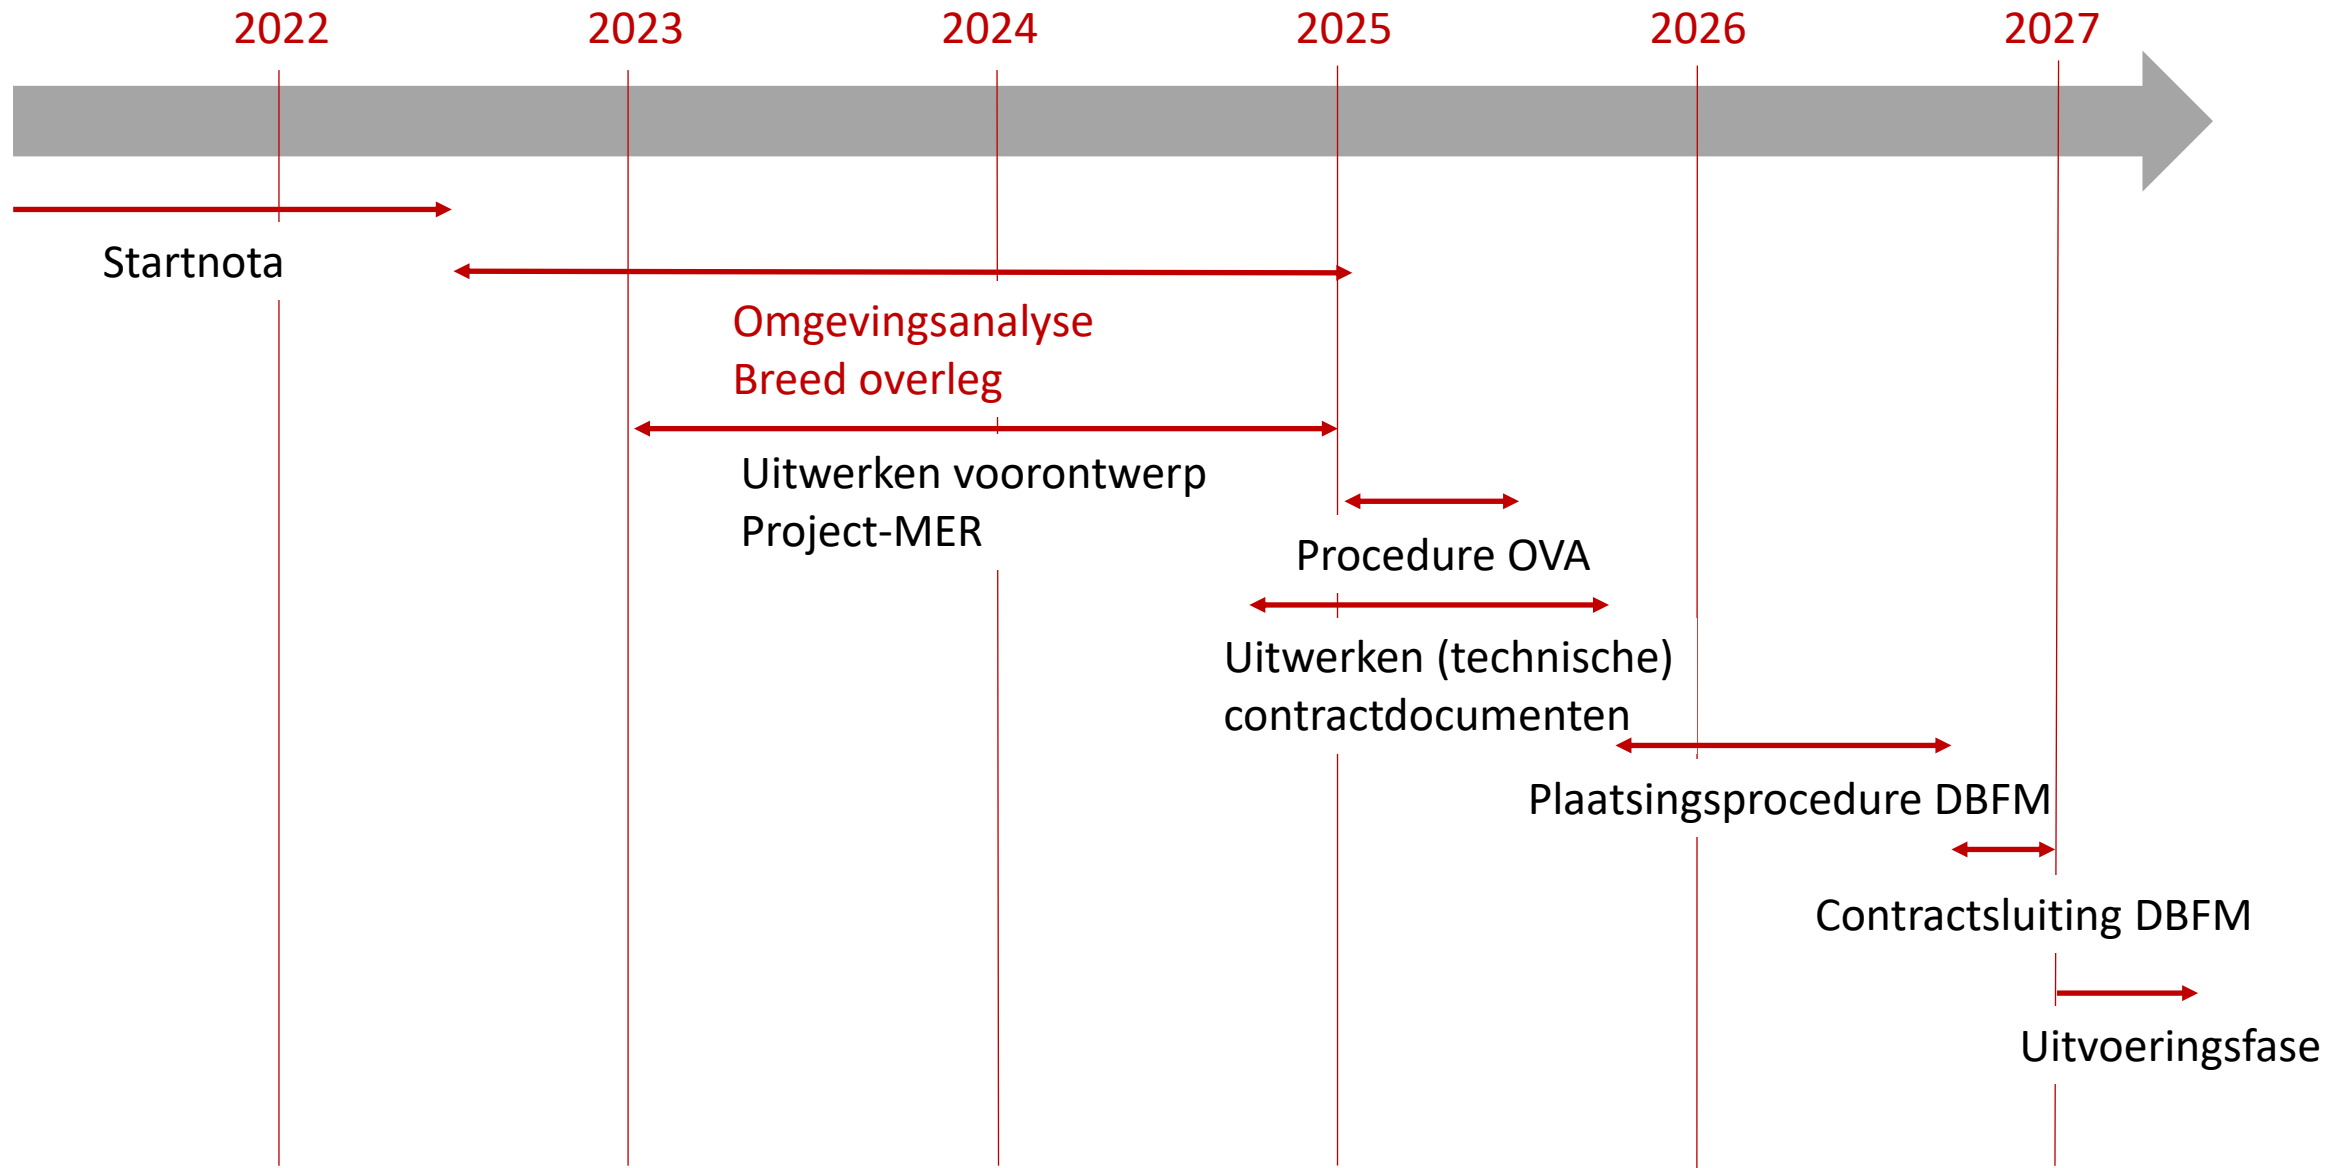 2022
2023
2024
2025
2026
2027
Startnota
Omgevingsanalyse
Breed overleg
Uitwerken voorontwerp
Project-MER
Procedure OVA
Uitwerken (technische)
contractdocumenten
Plaatsingsprocedure DBFM
Contractsluiting DBFM
Uitvoeringsfase